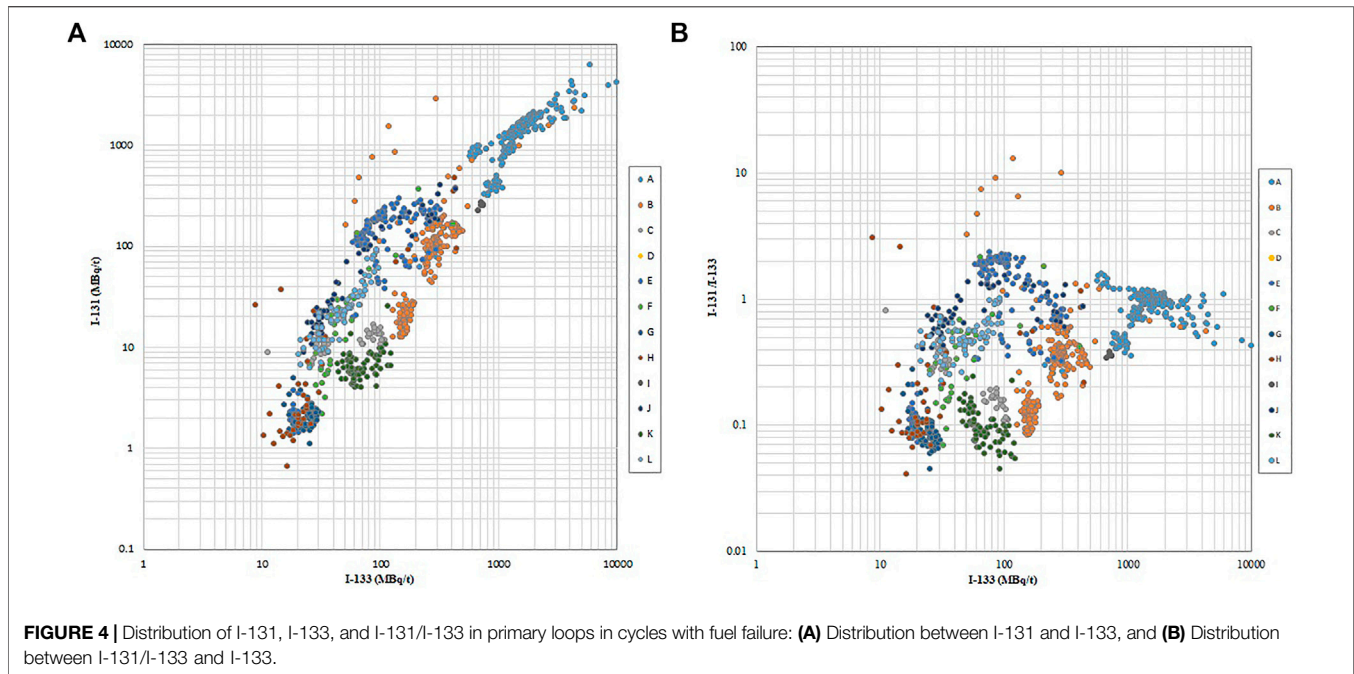 A
10000
1000
100
10
1
0.1
I-131 (MBq/t)
1
10
100
1000
10000
I-133 (MBq/t)
A
B
C
D
E
F
G
H
I
J
K
L
B
100
10
1
0.1
0.01
I-131/I-133
1
10
100
1000
10000
I-133 (MBq/t)
A
B
C
D
E
F
G
H
I
J
K
L
FIGURE 4 | Distribution of I-131, I-133, and I-131/I-133 in primary loops in cycles with fuel failure: (A) Distribution between I-131 and I-133, and (B) Distribution
between I-131/I-133 and I-133.